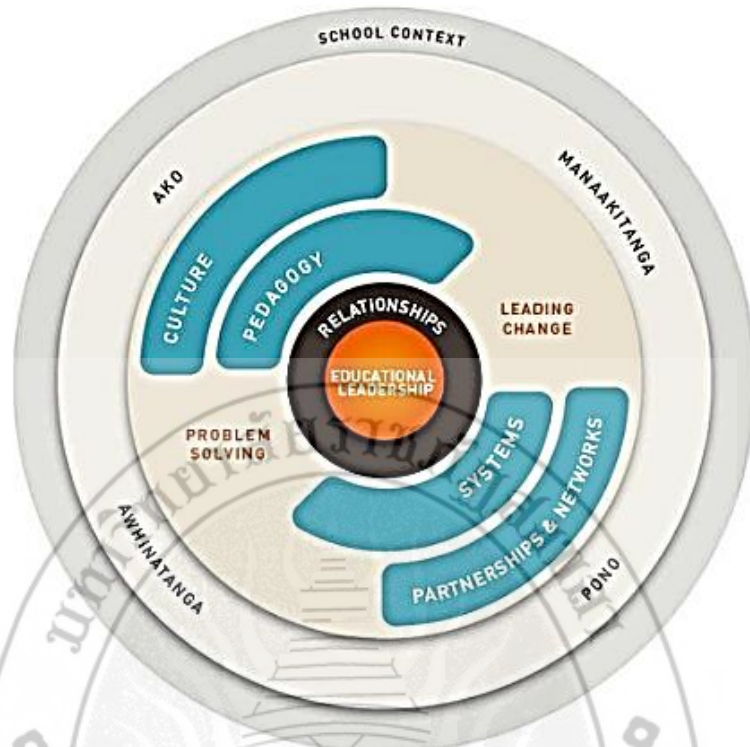 SCHOOL CONTEXT
AKO
MANAAKITANGA
CULTURE
PEDAGOGY
RELATIONSHIPS
EDUCATIONAL
LEADERSHIP
LEADING
CHANGE
PROBLEM
SOLVING
SYSTEMS
PARTNERSHIPS & NETWORKS
AWHINATANGA
PONO